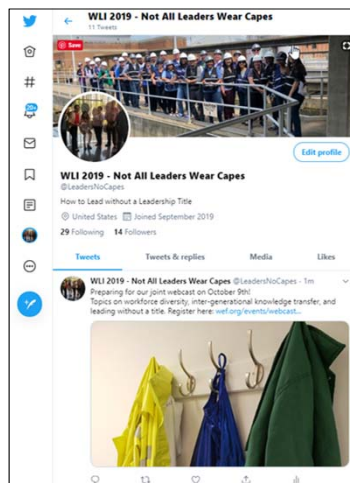 WLI 2019 - Not All Leaders Wear Capes
11 Tweets
Save
Edit profile
WLI 2019 - Not All Leaders Wear Capes
@LeadersNoCapes
How to Lead without a Leadership Title
United States Joined September 2019
29 Following 14 Followers
Tweets Tweets & replies Media Likes
20+
WLI 2019 - Not All Leaders Wear Capes @LeadersNoCapes · 1m
Preparing for our joint webcast on October 9th!
Topics on workforce diversity, inter-generational knowledge transfer, and
leading without a title. Register here: wef.org/events/webcast...